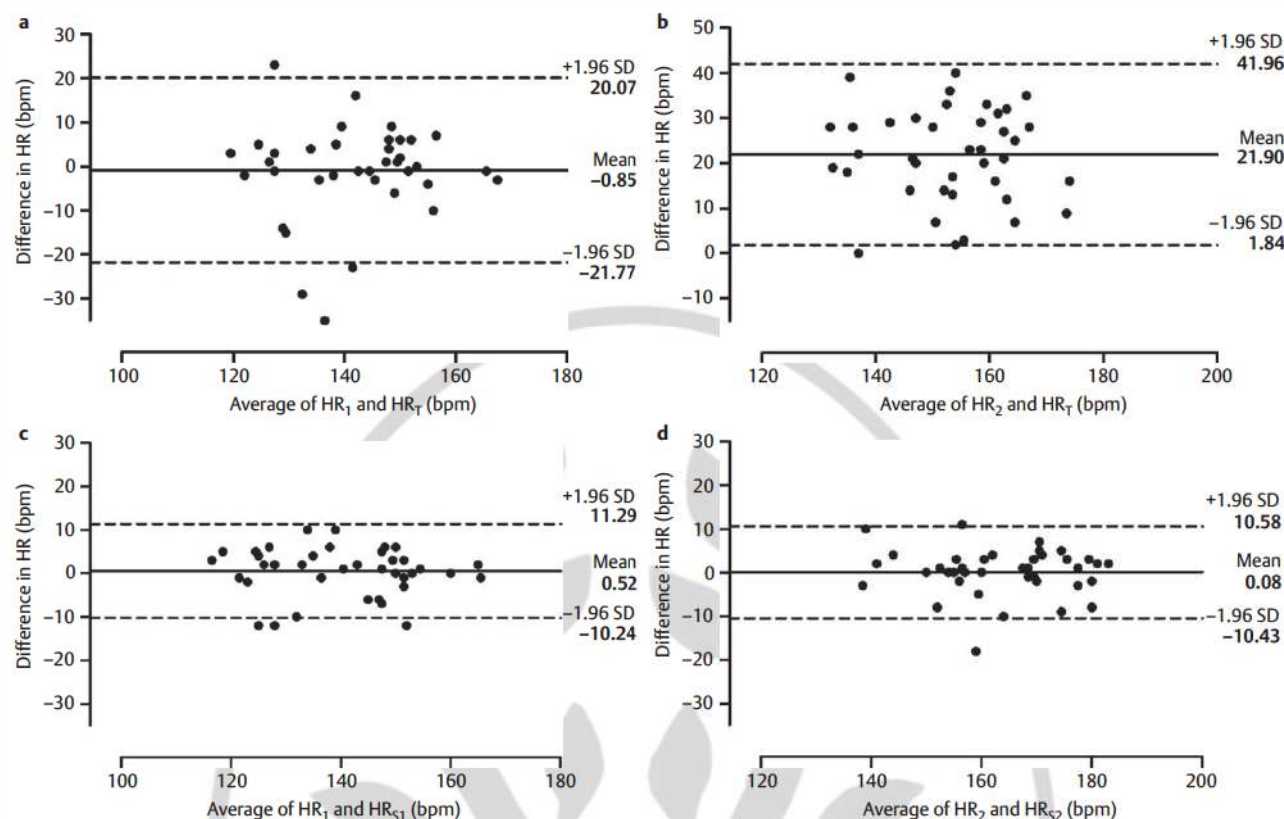 a
30
20
10
0
−10
−20
−30
Difference in HR (bpm)
+1.96 SD
20.07
Mean
−0.85
−1.96 SD
−21.77
100 120 140 160 180
Average of HR₁ and HR_T (bpm)
b
50
40
30
20
10
0
−10
Difference in HR (bpm)
+1.96 SD
41.96
Mean
21.90
−1.96 SD
1.84
120 140 160 180 200
Average of HR₂ and HR_T (bpm)
c
30
20
10
0
−10
−20
−30
Difference in HR (bpm)
+1.96 SD
11.29
Mean
0.52
−1.96 SD
−10.24
100 120 140 160 180
Average of HR₁ and HR_S1 (bpm)
d
30
20
10
0
−10
−20
−30
Difference in HR (bpm)
+1.96 SD
10.58
Mean
0.08
−1.96 SD
−10.43
120 140 160 180 200
Average of HR₂ and HR_S2 (bpm)